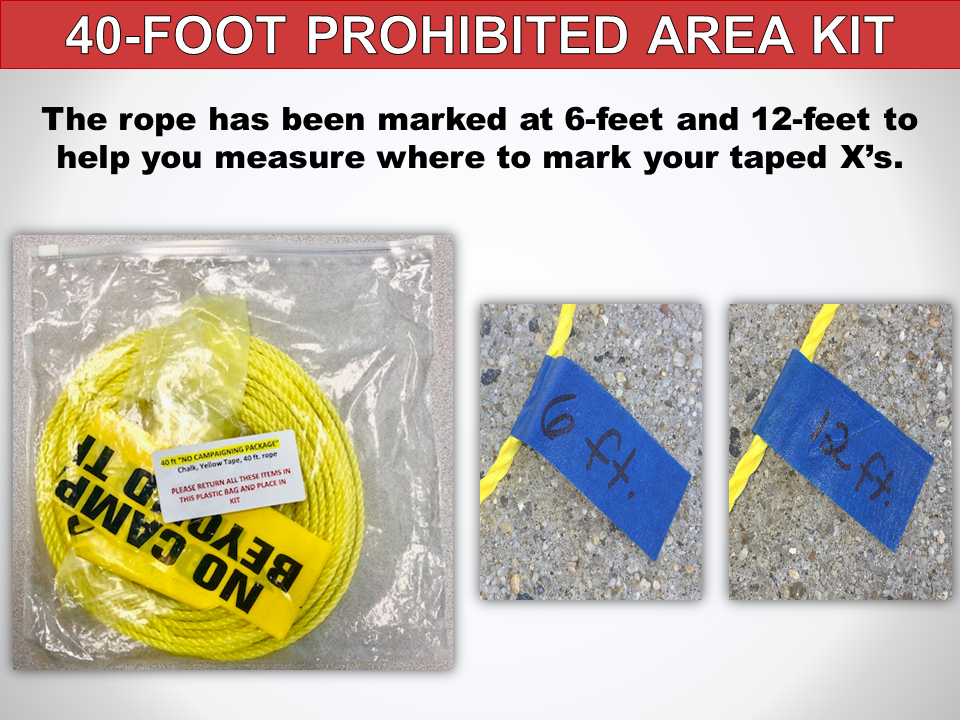 40-FOOT PROHIBITED AREA KIT
The rope has been marked at 6-feet and 12-feet to
help you measure where to mark your taped X’s.
40 ft "NO CAMPAIGNING PACKAGE"
Chalk, Yellow Tape, 40 ft. rope
PLEASE RETURN ALL THESE ITEMS IN
THIS PLASTIC BAG AND PLACE IN
KIT
NO CAMP
BEYO
6 ft.
12 ft.